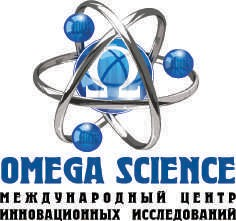 Ω
OMEGA SCIENCE
МЕЖДУНАРОДНЫЙ ЦЕНТР
ИННОВАЦИОННЫХ ИССЛЕДОВАНИЙ